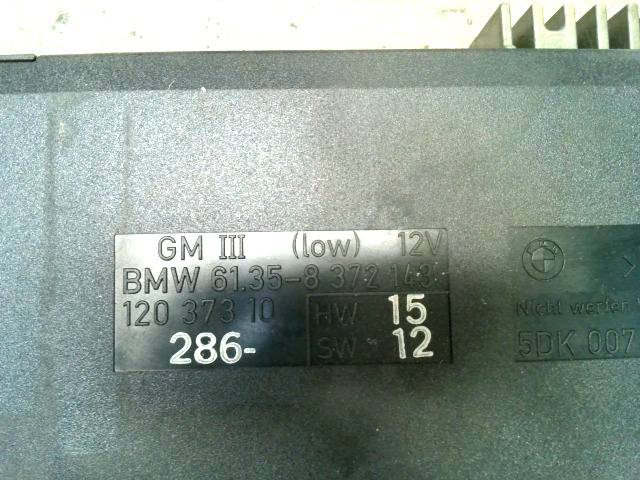 GM III (low) 12V
BMW 61.35-8 372 143
120 373 10 HW 15
286- SW 12
Nicht werfen
5DK 007